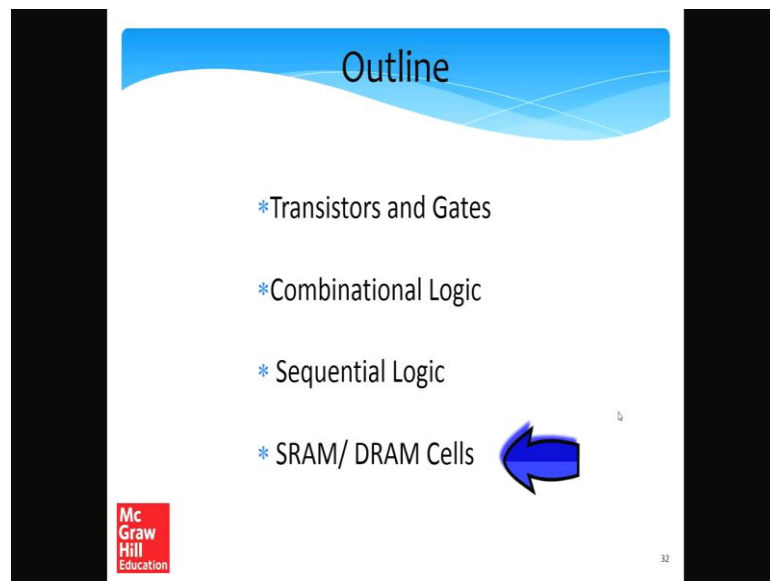 Outline
*Transistors and Gates
*Combinational Logic
* Sequential Logic
* SRAM/ DRAM Cells
Mc
Graw
Hill
Education
32